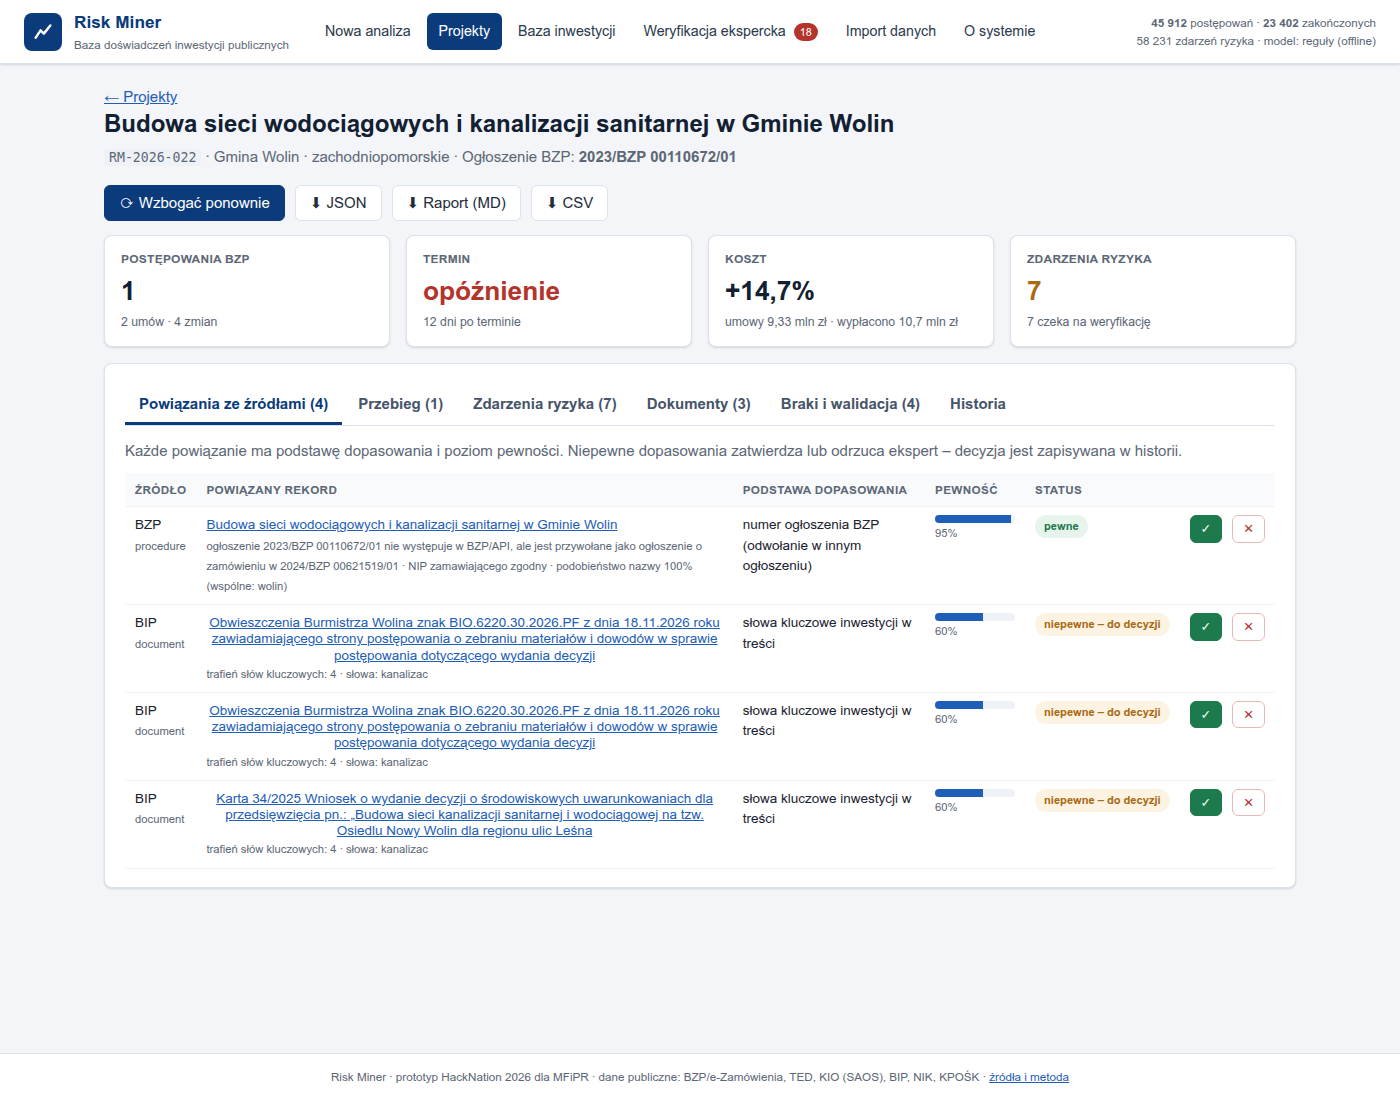 Risk Miner
Baza doświadczeń inwestycji publicznych
Nowa analiza
Projekty
Baza inwestycji
Weryfikacja ekspercka 18
Import danych
O systemie
45 912 postępowań · 23 402 zakończonych
58 231 zdarzeń ryzyka · model: reguły (offline)
← Projekty
Budowa sieci wodociągowych i kanalizacji sanitarnej w Gminie Wolin
RM-2026-022 · Gmina Wolin · zachodniopomorskie · Ogłoszenie BZP: 2023/BZP 00110672/01
⟳ Wzbogać ponownie
⬇ JSON
⬇ Raport (MD)
⬇ CSV
POSTĘPOWANIA BZP
1
2 umów · 4 zmian
TERMIN
opóźnienie
12 dni po terminie
KOSZT
+14,7%
umowy 9,33 mln zł · wypłacono 10,7 mln zł
ZDARZENIA RYZYKA
7
7 czeka na weryfikację
Powiązania ze źródłami (4)
Przebieg (1)
Zdarzenia ryzyka (7)
Dokumenty (3)
Braki i walidacja (4)
Historia
Każde powiązanie ma podstawę dopasowania i poziom pewności. Niepewne dopasowania zatwierdza lub odrzuca ekspert – decyzja jest zapisywana w historii.
ŹRÓDŁO
POWIĄZANY REKORD
PODSTAWA DOPASOWANIA
PEWNOŚĆ
STATUS
BZP
procedure
Budowa sieci wodociągowych i kanalizacji sanitarnej w Gminie Wolin
ogłoszenie 2023/BZP 00110672/01 nie występuje w BZP/API, ale jest przywołane jako ogłoszenie o
zamówieniu w 2024/BZP 00621519/01 · NIP zamawiającego zgodny · podobieństwo nazwy 100%
(wspólne: wolin)
numer ogłoszenia BZP
(odwołanie w innym
ogłoszeniu)
95%
pewne
✓
✕
BIP
document
Obwieszczenia Burmistrza Wolina znak BIO.6220.30.2026.PF z dnia 18.11.2026 roku
zawiadamiającego strony postępowania o zebraniu materiałów i dowodów w sprawie
postępowania dotyczącego wydania decyzji
trafień słów kluczowych: 4 · słowa: kanalizac
słowa kluczowe inwestycji w
treści
60%
niepewne – do decyzji
✓
✕
BIP
document
Obwieszczenia Burmistrza Wolina znak BIO.6220.30.2026.PF z dnia 18.11.2026 roku
zawiadamiającego strony postępowania o zebraniu materiałów i dowodów w sprawie
postępowania dotyczącego wydania decyzji
trafień słów kluczowych: 4 · słowa: kanalizac
słowa kluczowe inwestycji w
treści
60%
niepewne – do decyzji
✓
✕
BIP
document
Karta 34/2025 Wniosek o wydanie decyzji o środowiskowych uwarunkowaniach dla
przedsięwzięcia pn.: „Budowa sieci kanalizacji sanitarnej i wodociągowej na tzw.
Osiedlu Nowy Wolin dla regionu ulic Leśna
trafień słów kluczowych: 4 · słowa: kanalizac
słowa kluczowe inwestycji w
treści
60%
niepewne – do decyzji
✓
✕
Risk Miner · prototyp HackNation 2026 dla MFiPR · dane publiczne: BZP/e-Zamówienia, TED, KIO (SAOS), BIP, NIK, KPOŚK · źródła i metoda